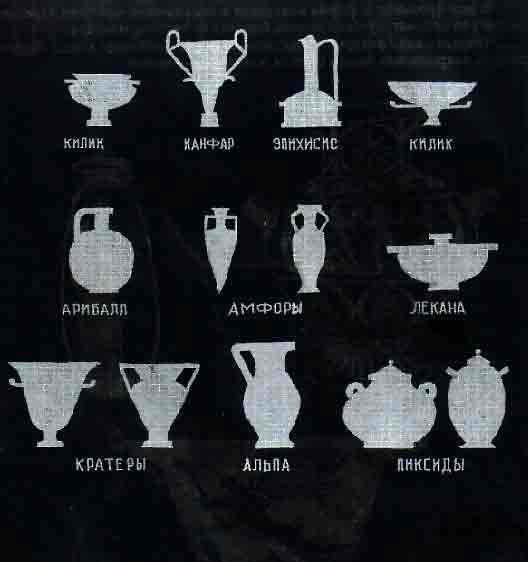 КИЛИК КАНФАР ЭПИХИСИС КИЛИК
АРИБАЛЛ АМФОРЫ ЛЕКАНА
КРАТЕРЫ АЛЬПА ПИКСИДЫ